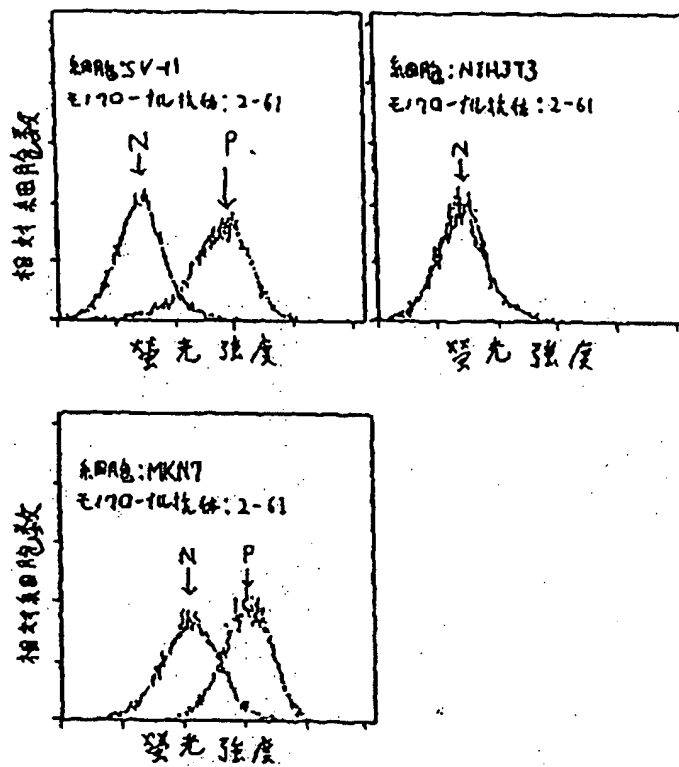 細胞:SV-11
モノクローナル抗体:2-61
N
P
相対細胞数
螢光強度
細胞:NIH3T3
モノクローナル抗体:2-61
N
螢光強度
細胞:MKN7
モノクローナル抗体:2-61
N
P
相対細胞数
螢光強度